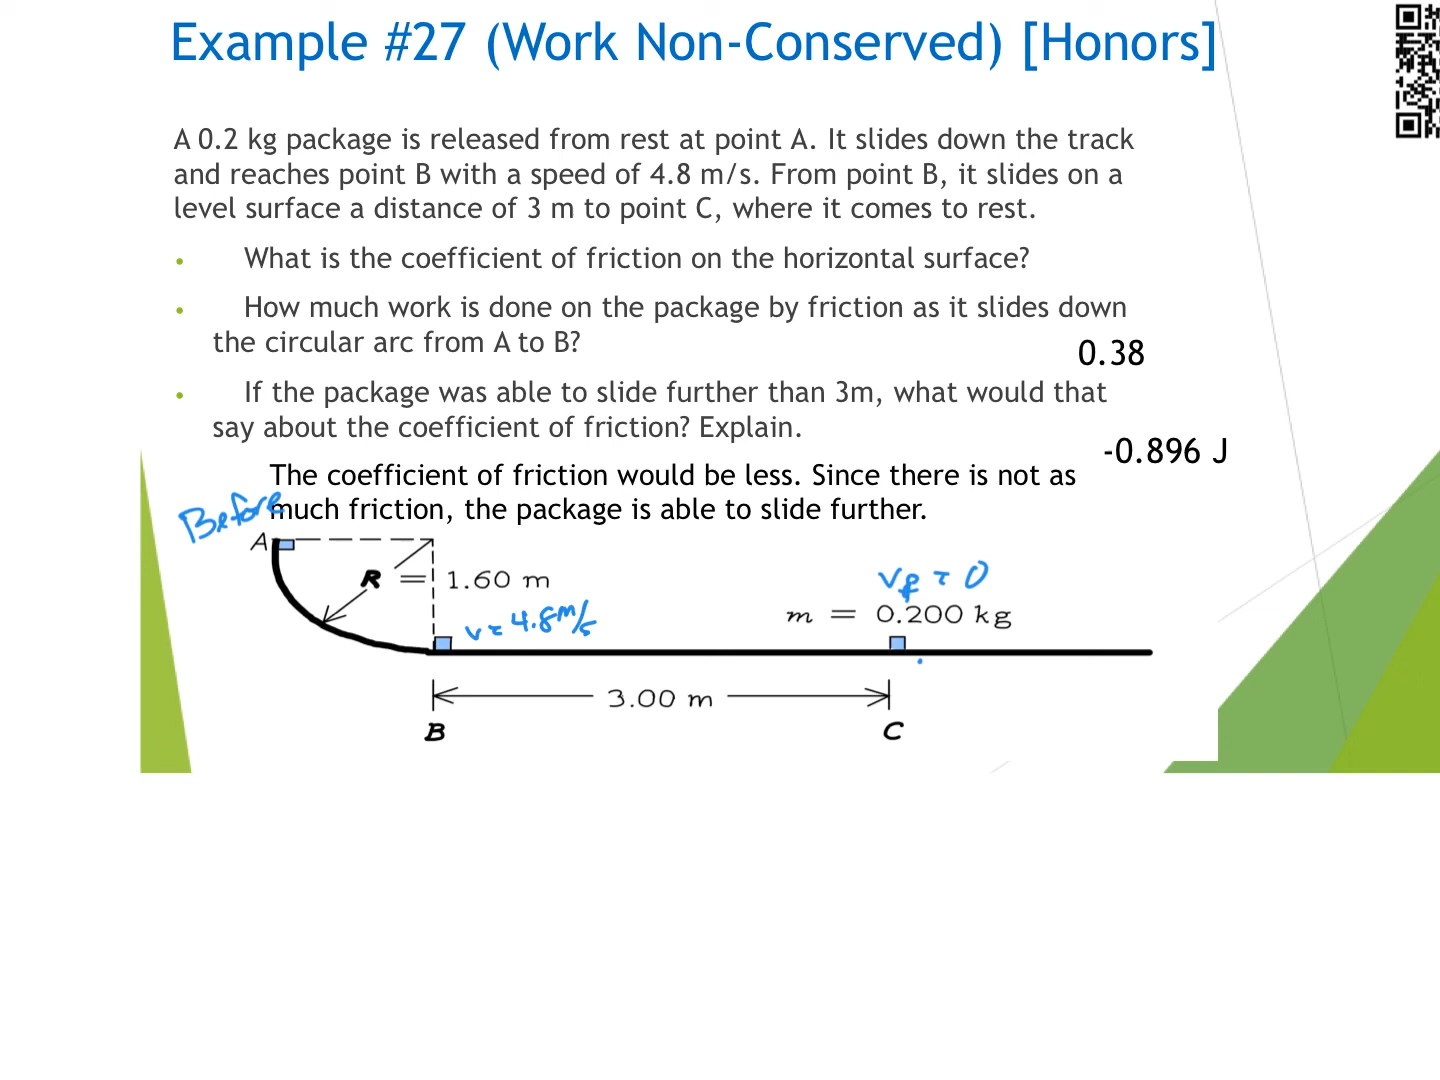 Example #27 (Work Non-Conserved) [Honors]
A 0.2 kg package is released from rest at point A. It slides down the track
and reaches point B with a speed of 4.8 m/s. From point B, it slides on a
level surface a distance of 3 m to point C, where it comes to rest.
• What is the coefficient of friction on the horizontal surface?
• How much work is done on the package by friction as it slides down
the circular arc from A to B?
0.38
• If the package was able to slide further than 3m, what would that
say about the coefficient of friction? Explain.
-0.896 J
The coefficient of friction would be less. Since there is not as
much friction, the package is able to slide further.
Before
A
R = 1.60 m
v = 4.8 m/s
vf = 0
m = 0.200 kg
3.00 m
B
C